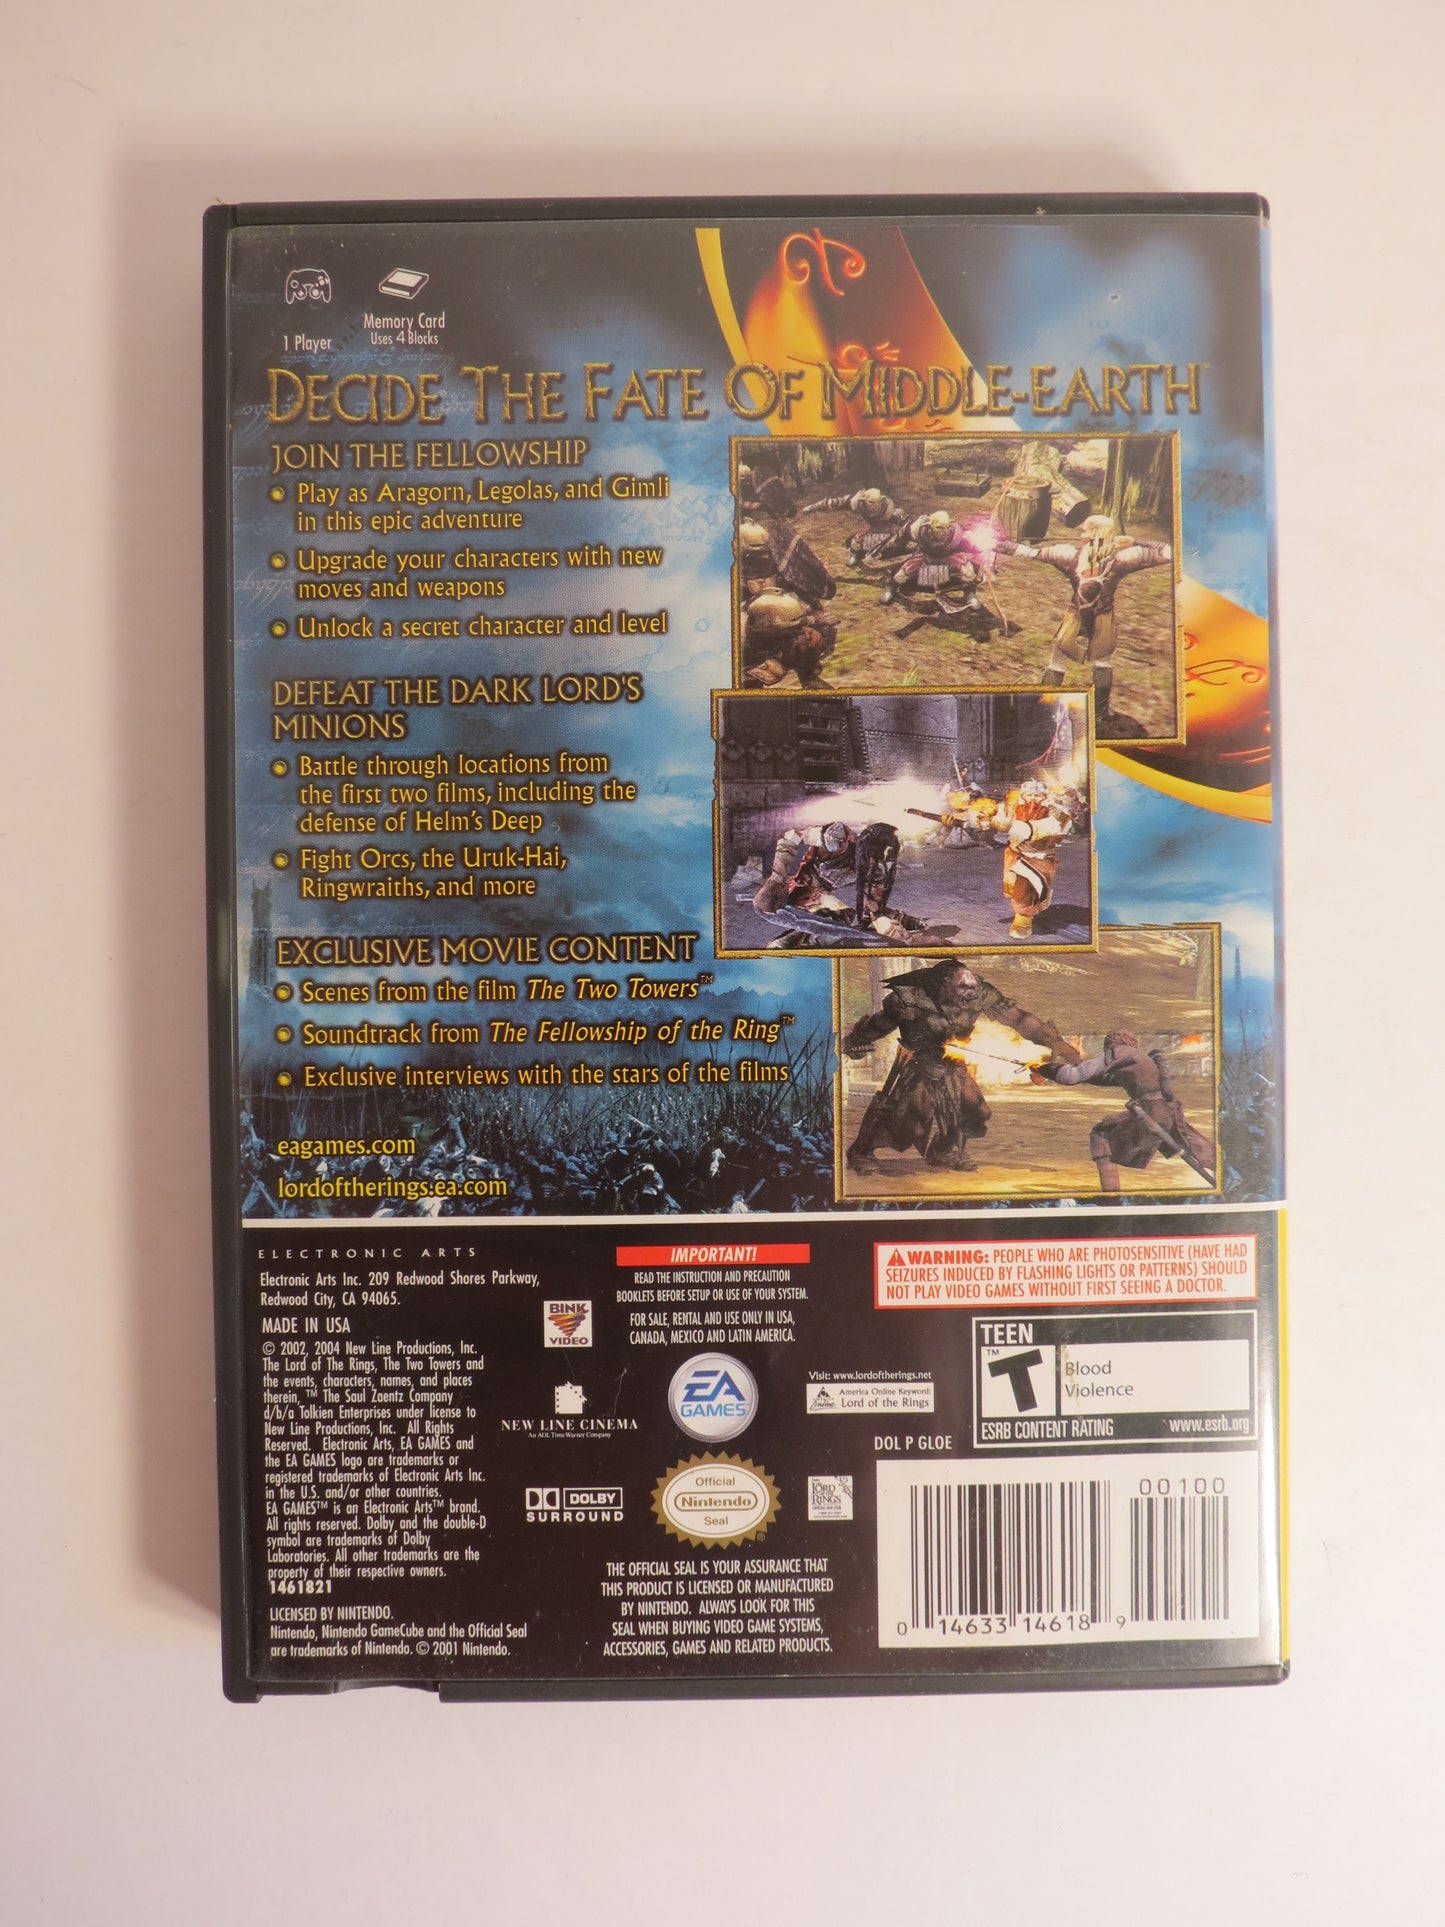 1 Player
Memory Card
Uses 4 Blocks
DECIDE THE FATE OF MIDDLE-EARTH™
JOIN THE FELLOWSHIP
• Play as Aragorn, Legolas, and Gimli
in this epic adventure
• Upgrade your characters with new
moves and weapons
• Unlock a secret character and level
DEFEAT THE DARK LORD'S
MINIONS
• Battle through locations from
the first two films, including the
defense of Helm's Deep
• Fight Orcs, the Uruk-Hai,
Ringwraiths, and more
EXCLUSIVE MOVIE CONTENT
• Scenes from the film The Two Towers™
• Soundtrack from The Fellowship of the Ring™
• Exclusive interviews with the stars of the films
eagames.com
lordoftherings.ea.com
ELECTRONIC ARTS
Electronic Arts Inc. 209 Redwood Shores Parkway,
Redwood City, CA 94065.
MADE IN USA
© 2002, 2004 New Line Productions, Inc.
The Lord of The Rings, The Two Towers and
the events, characters, names, and places
therein, ™ The Saul Zaentz Company
d/b/a Tolkien Enterprises under license to
New Line Productions, Inc. All Rights
Reserved. Electronic Arts, EA GAMES and
the EA GAMES logo are trademarks or
registered trademarks of Electronic Arts Inc.
in the U.S. and/or other countries.
EA GAMES™ is an Electronic Arts™ brand.
All rights reserved. Dolby and the double-D
symbol are trademarks of Dolby
Laboratories. All other trademarks are the
property of their respective owners.
1461821
LICENSED BY NINTENDO.
Nintendo, Nintendo GameCube and the Official Seal
are trademarks of Nintendo. © 2001 Nintendo.
BINK
VIDEO
NEW LINE CINEMA
An AOL Time Warner Company
DOLBY
SURROUND
IMPORTANT!
READ THE INSTRUCTION AND PRECAUTION
BOOKLETS BEFORE SETUP OR USE OF YOUR SYSTEM.
FOR SALE, RENTAL AND USE ONLY IN USA,
CANADA, MEXICO AND LATIN AMERICA.
EA
GAMES™
Official
Nintendo
Seal
®
THE OFFICIAL SEAL IS YOUR ASSURANCE THAT
THIS PRODUCT IS LICENSED OR MANUFACTURED
BY NINTENDO. ALWAYS LOOK FOR THIS
SEAL WHEN BUYING VIDEO GAME SYSTEMS,
ACCESSORIES, GAMES AND RELATED PRODUCTS.
WARNING: PEOPLE WHO ARE PHOTOSENSITIVE (HAVE HAD
SEIZURES INDUCED BY FLASHING LIGHTS OR PATTERNS) SHOULD
NOT PLAY VIDEO GAMES WITHOUT FIRST SEEING A DOCTOR.
Visit: www.lordoftherings.net
America Online Keyword:
Lord of the Rings
DOL P GLOE
TEEN
T
™
Blood
Violence
ESRB CONTENT RATING www.esrb.org
LORD
RINGS
00100
0 14633 14618 9